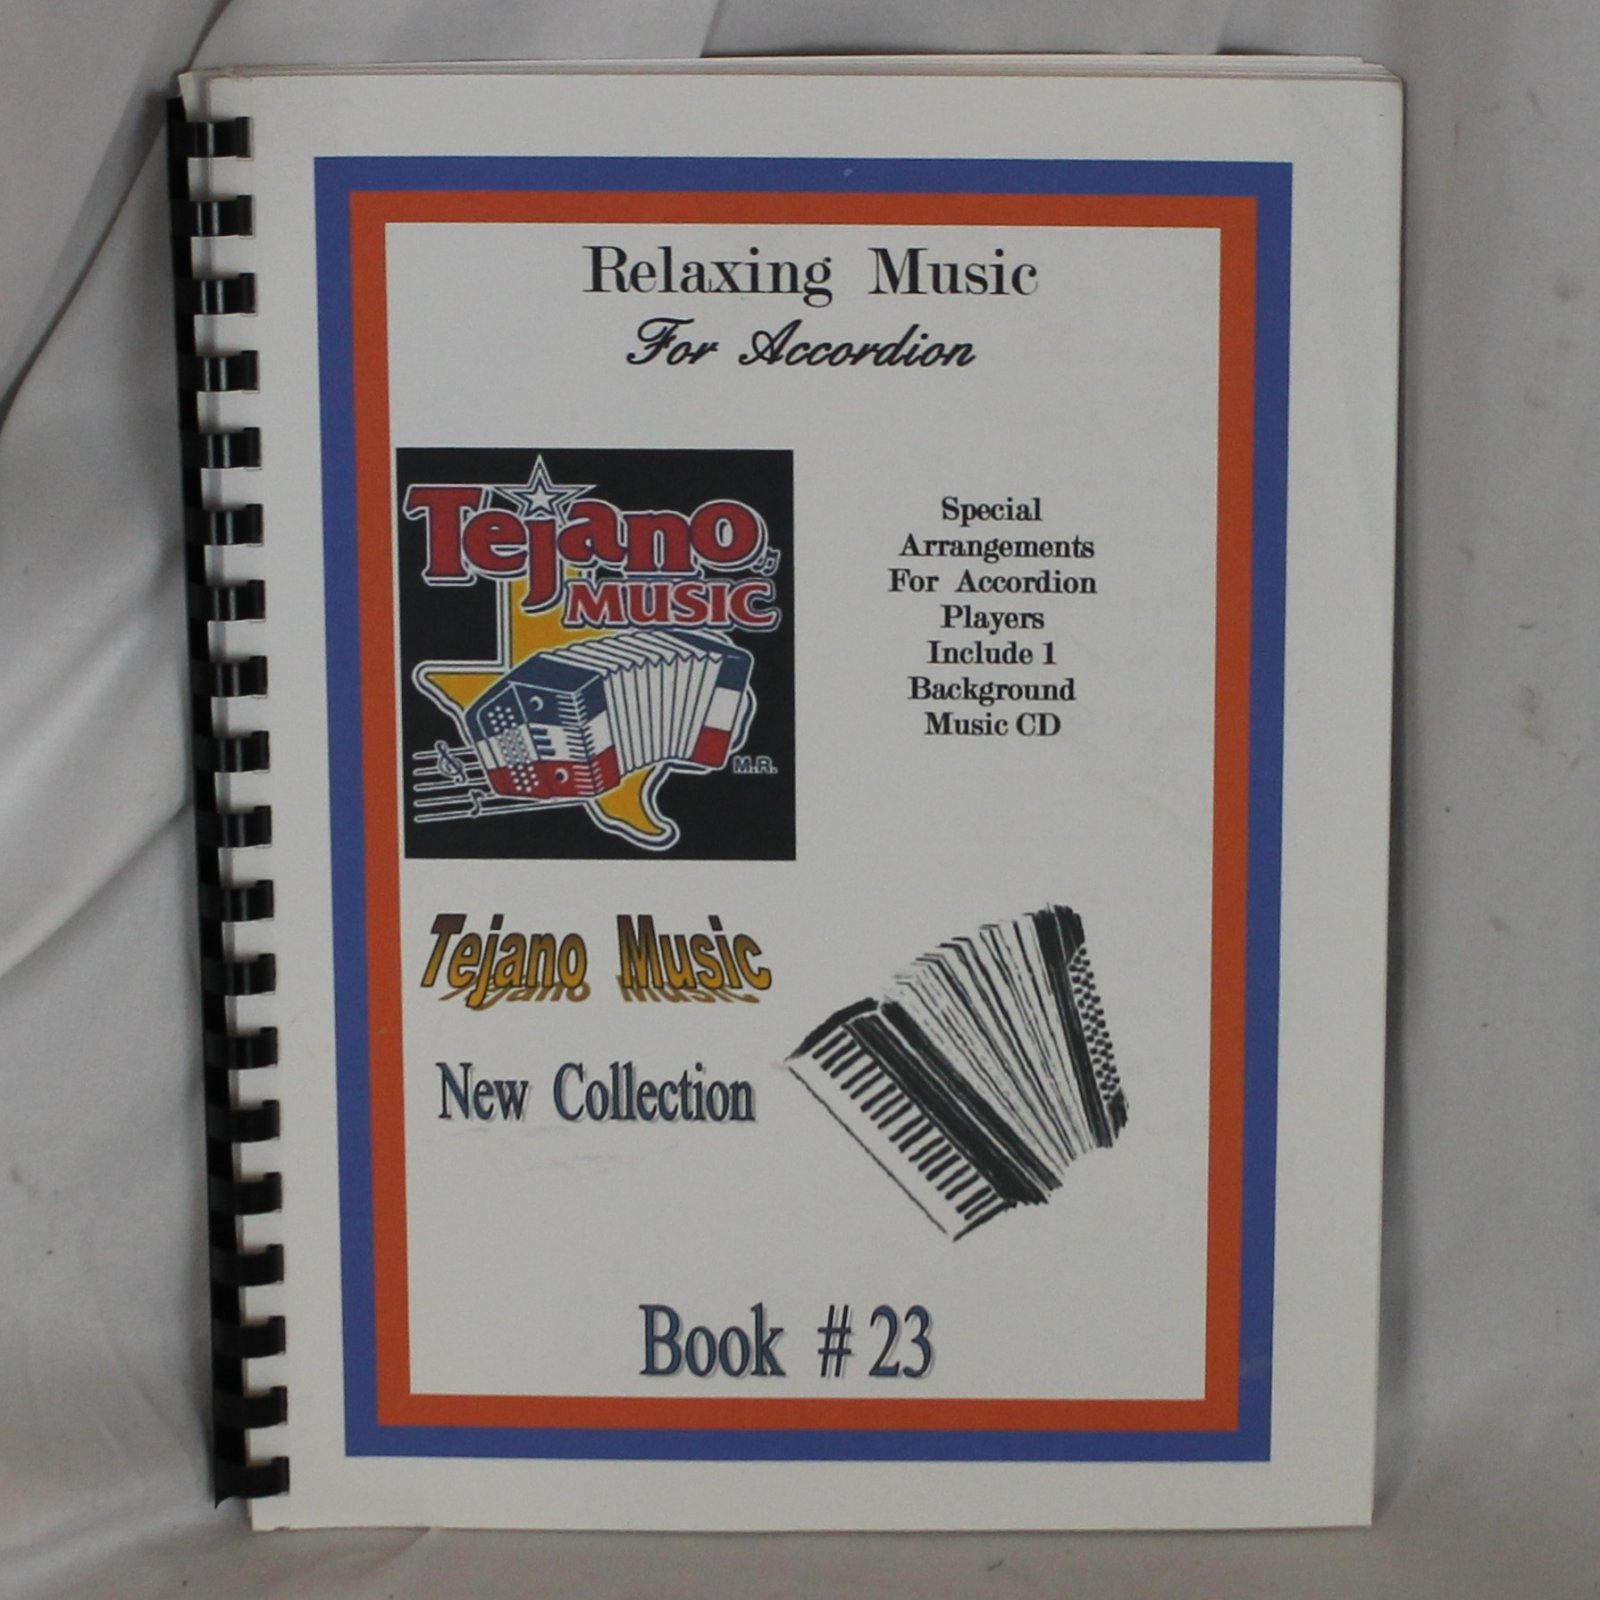 Relaxing Music
For Accordion
Tejano
MUSIC
M.R.
Special
Arrangements
For Accordion
Players
Include 1
Background
Music CD
Tejano Music
New Collection
Book # 23